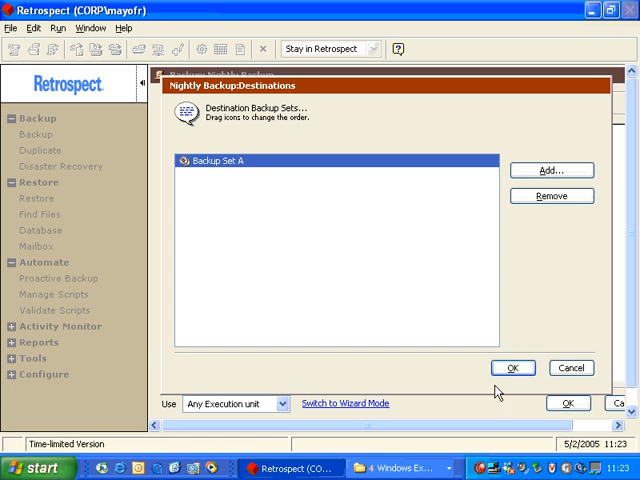 Retrospect (CORP\mayofr)
File Edit Run Window Help
Stay in Retrospect
Retrospect
Backup: Nightly Backup
Nightly Backup:Destinations
Destination Backup Sets...
Drag icons to change the order.
Backup Set A
Add...
Remove
OK Cancel
Backup
Backup
Duplicate
Disaster Recovery
Restore
Restore
Find Files
Database
Mailbox
Automate
Proactive Backup
Manage Scripts
Validate Scripts
Activity Monitor
Reports
Tools
Configure
Use Any Execution unit Switch to Wizard Mode OK Ca
Time-limited Version 5/2/2005 11:23
start Retrospect (CO... 4 Windows Ex... 11:23